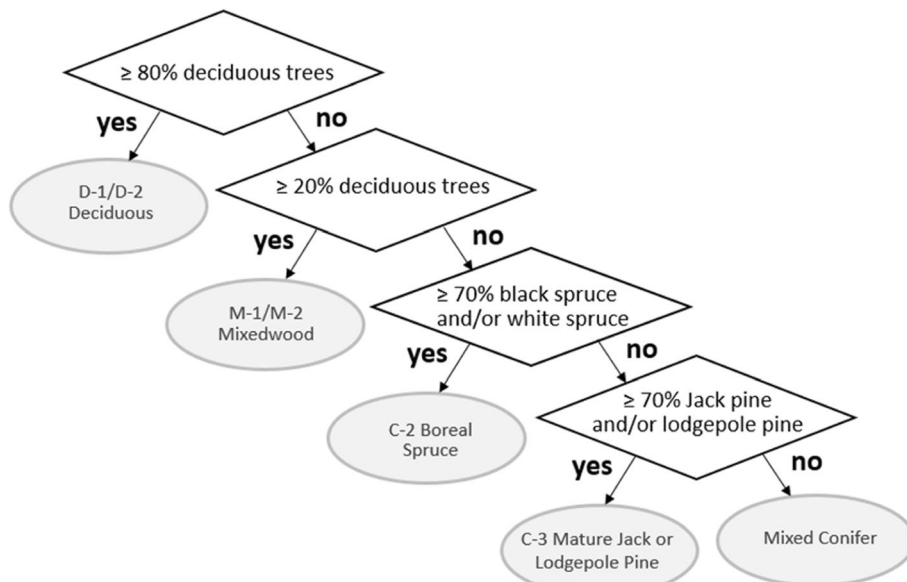 ≥ 80% deciduous trees
yes
no
D-1/D-2
Deciduous
≥ 20% deciduous trees
yes
no
M-1/M-2
Mixedwood
≥ 70% black spruce
and/or white spruce
yes
no
C-2 Boreal
Spruce
≥ 70% Jack pine
and/or lodgepole pine
yes
no
C-3 Mature Jack or
Lodgepole Pine
Mixed Conifer